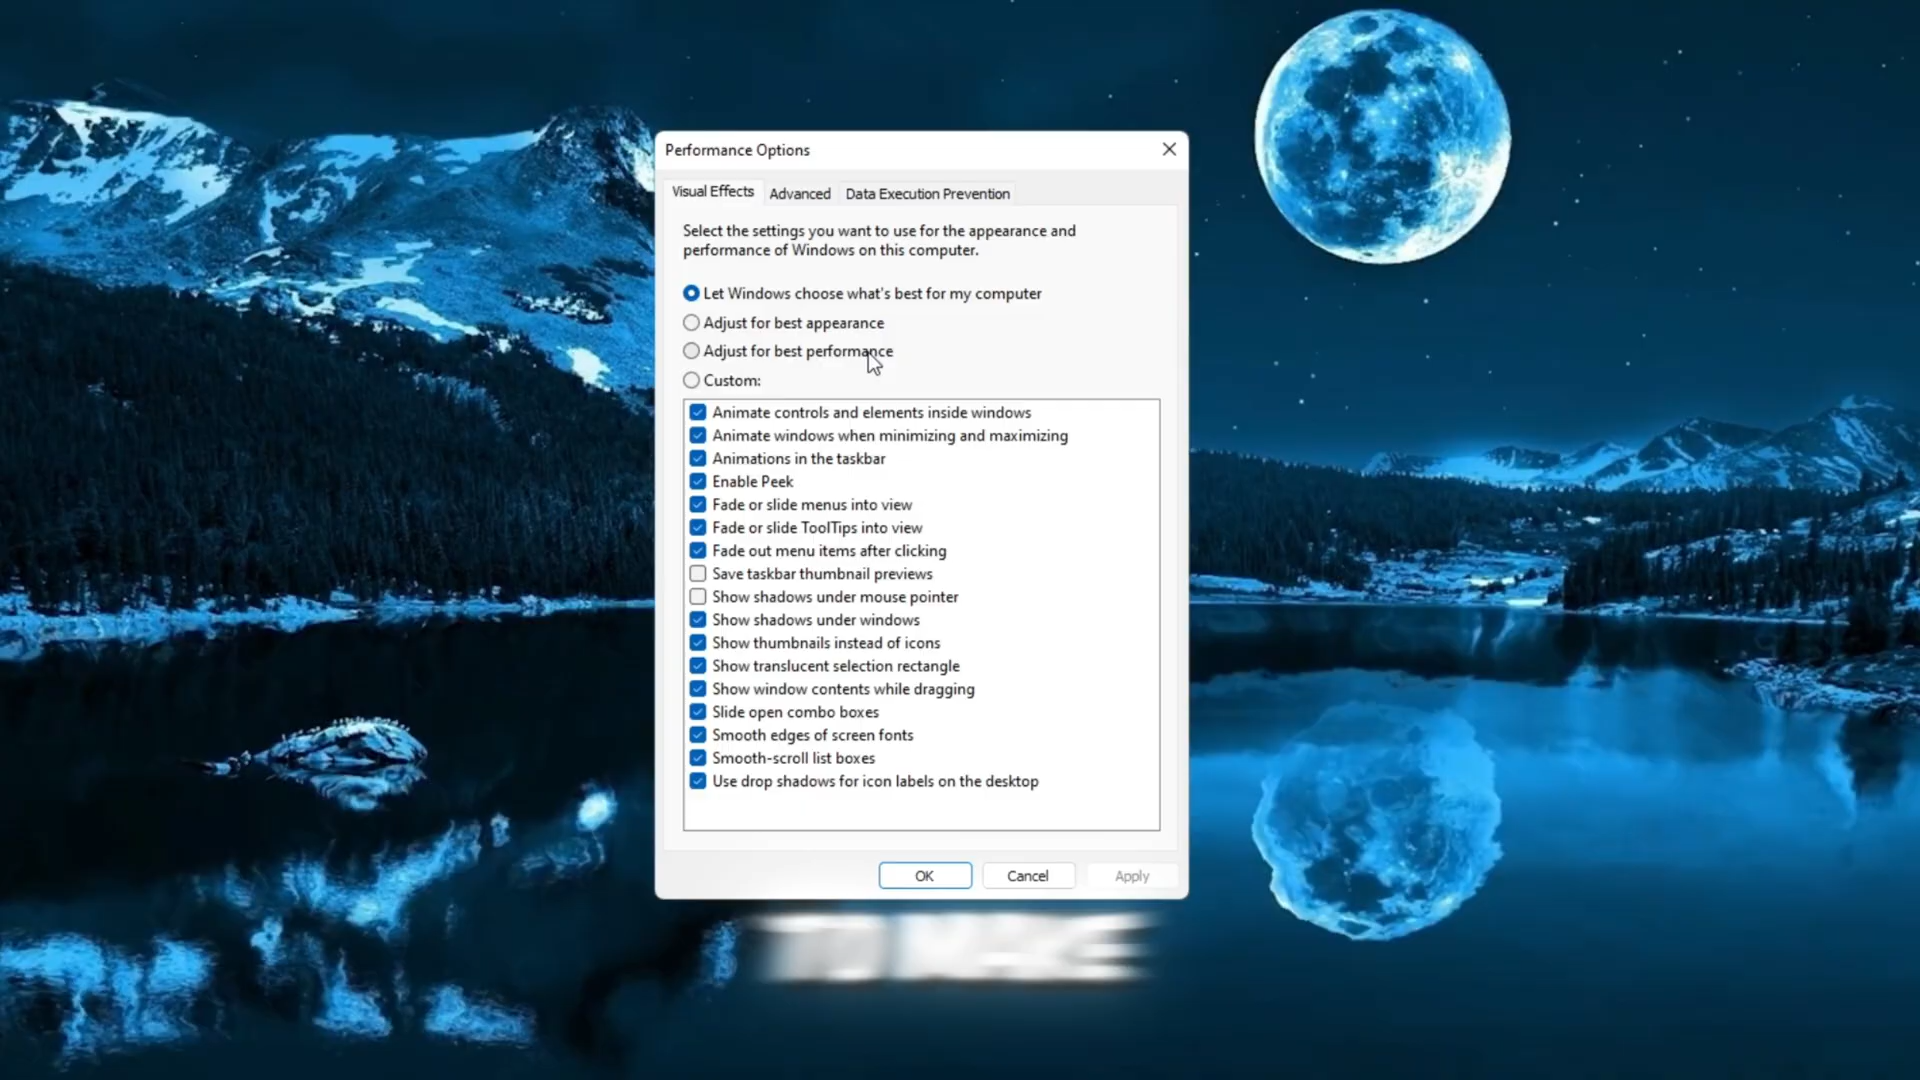 Performance Options
Visual Effects
Advanced
Data Execution Prevention
Select the settings you want to use for the appearance and
performance of Windows on this computer.
Let Windows choose what's best for my computer
Adjust for best appearance
Adjust for best performance
Custom:
Animate controls and elements inside windows
Animate windows when minimizing and maximizing
Animations in the taskbar
Enable Peek
Fade or slide menus into view
Fade or slide ToolTips into view
Fade out menu items after clicking
Save taskbar thumbnail previews
Show shadows under mouse pointer
Show shadows under windows
Show thumbnails instead of icons
Show translucent selection rectangle
Show window contents while dragging
Slide open combo boxes
Smooth edges of screen fonts
Smooth-scroll list boxes
Use drop shadows for icon labels on the desktop
OK
Cancel
Apply
TO MAKE